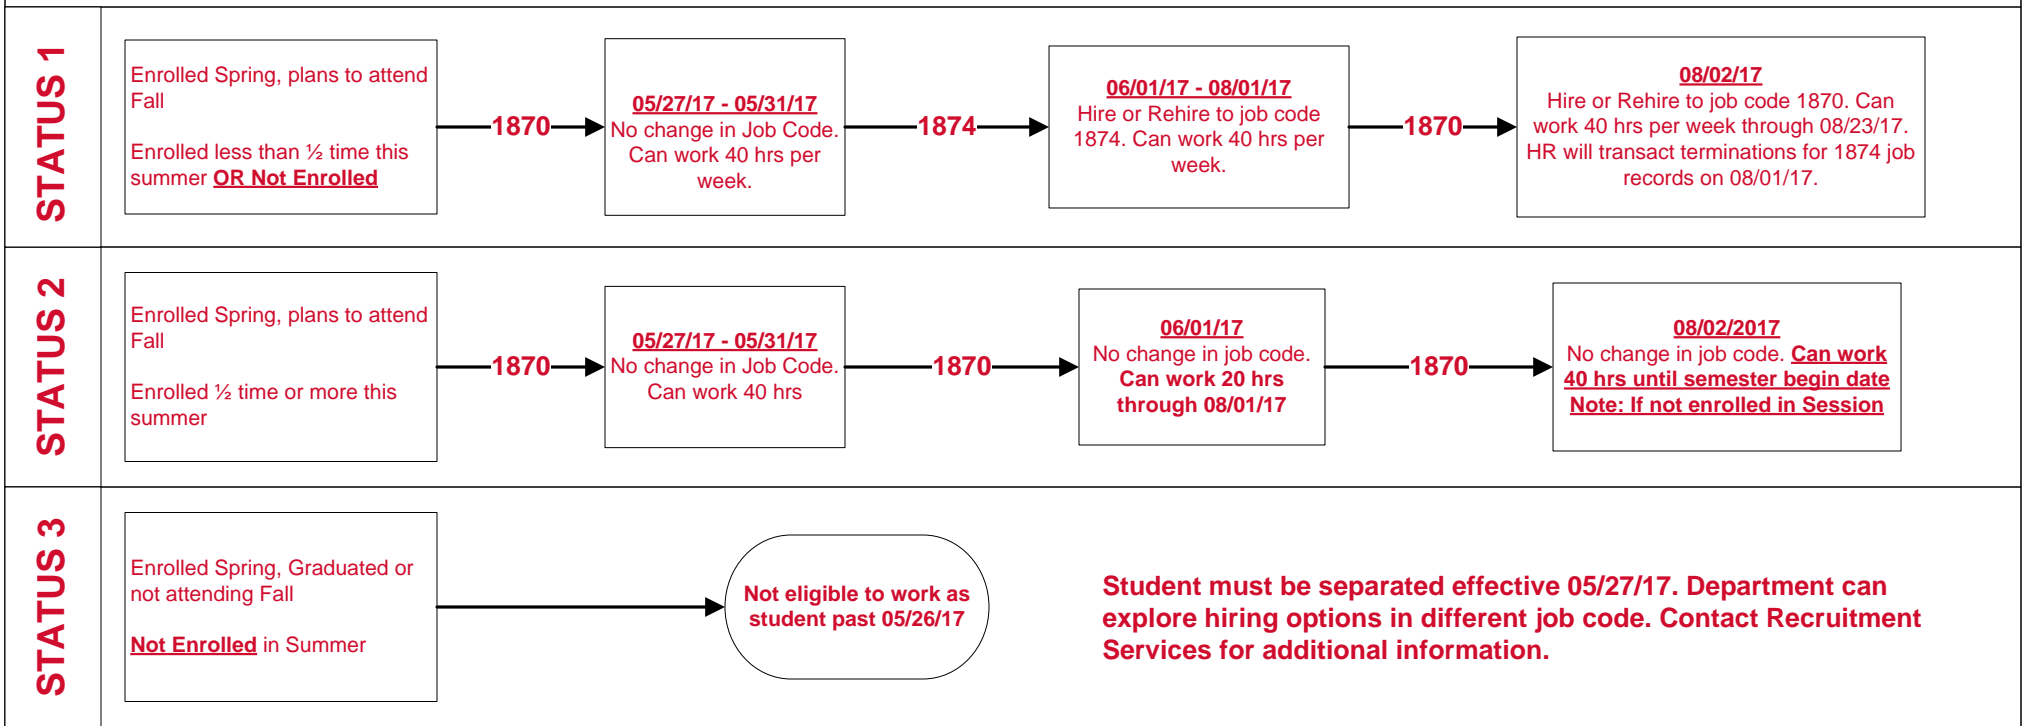 STATUS 1
Enrolled Spring, plans to attend
Fall
Enrolled less than ½ time this
summer OR Not Enrolled
1870
05/27/17 - 05/31/17
No change in Job Code.
Can work 40 hrs per
week.
1874
06/01/17 - 08/01/17
Hire or Rehire to job code
1874. Can work 40 hrs per
week.
1870
08/02/17
Hire or Rehire to job code 1870. Can
work 40 hrs per week through 08/23/17.
HR will transact terminations for 1874 job
records on 08/01/17.
STATUS 2
Enrolled Spring, plans to attend
Fall
Enrolled ½ time or more this
summer
1870
05/27/17 - 05/31/17
No change in Job Code.
Can work 40 hrs
1870
06/01/17
No change in job code.
Can work 20 hrs
through 08/01/17
1870
08/02/2017
No change in job code. Can work
40 hrs until semester begin date
Note: If not enrolled in Session
STATUS 3
Enrolled Spring, Graduated or
not attending Fall
Not Enrolled in Summer
Not eligible to work as
student past 05/26/17
Student must be separated effective 05/27/17. Department can
explore hiring options in different job code. Contact Recruitment
Services for additional information.